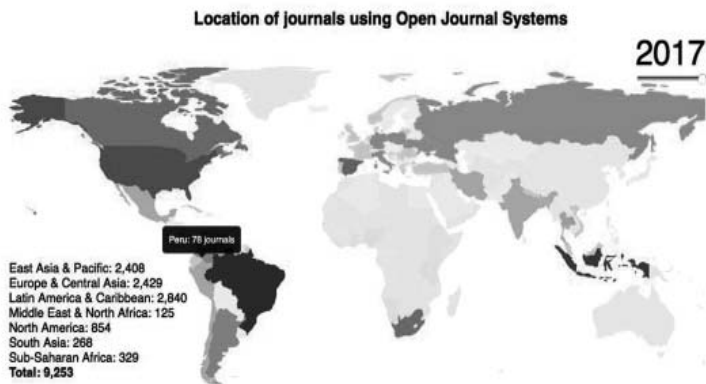 Location of journals using Open Journal Systems
2017
Peru: 78 journals
East Asia & Pacific: 2,408
Europe & Central Asia: 2,429
Latin America & Caribbean: 2,840
Middle East & North Africa: 125
North America: 854
South Asia: 268
Sub-Saharan Africa: 329
Total: 9,253